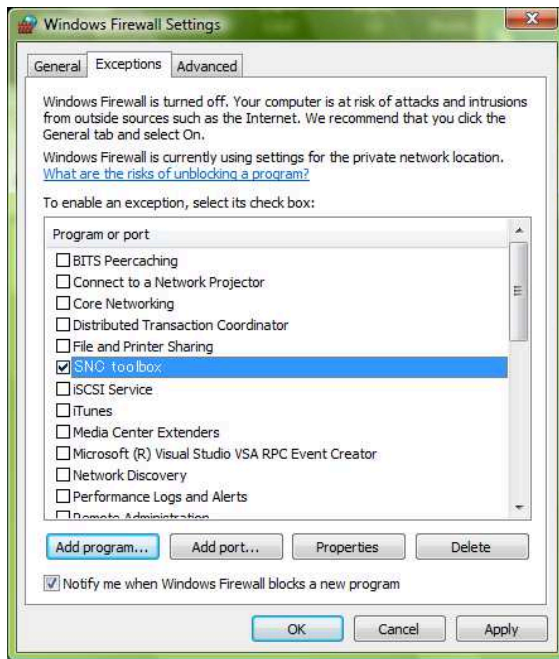 Windows Firewall Settings
General Exceptions Advanced
Windows Firewall is turned off. Your computer is at risk of attacks and intrusions
from outside sources such as the Internet. We recommend that you click the
General tab and select On.
Windows Firewall is currently using settings for the private network location.
What are the risks of unblocking a program?
To enable an exception, select its check box:
Program or port
BITS Peercaching
Connect to a Network Projector
Core Networking
Distributed Transaction Coordinator
File and Printer Sharing
SNC toolbox
iSCSI Service
iTunes
Media Center Extenders
Microsoft (R) Visual Studio VSA RPC Event Creator
Network Discovery
Performance Logs and Alerts
Remote Administration
Add program... Add port... Properties Delete
Notify me when Windows Firewall blocks a new program
OK Cancel Apply